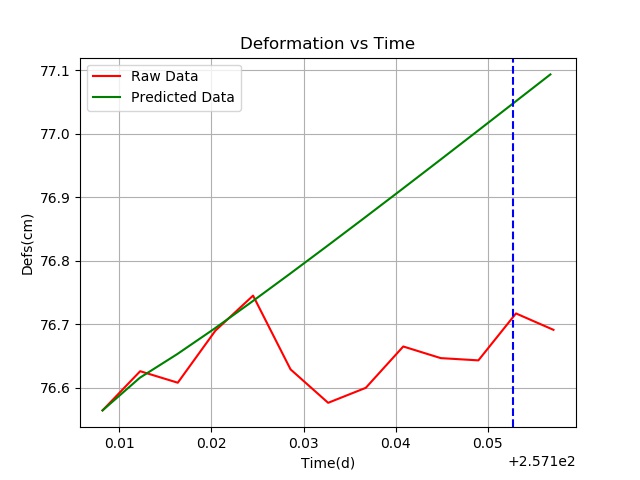 Deformation vs Time
Raw Data
Predicted Data
77.1
77.0
76.9
76.8
76.7
76.6
Defs(cm)
0.01
0.02
0.03
0.04
0.05
Time(d)
+2.571e2